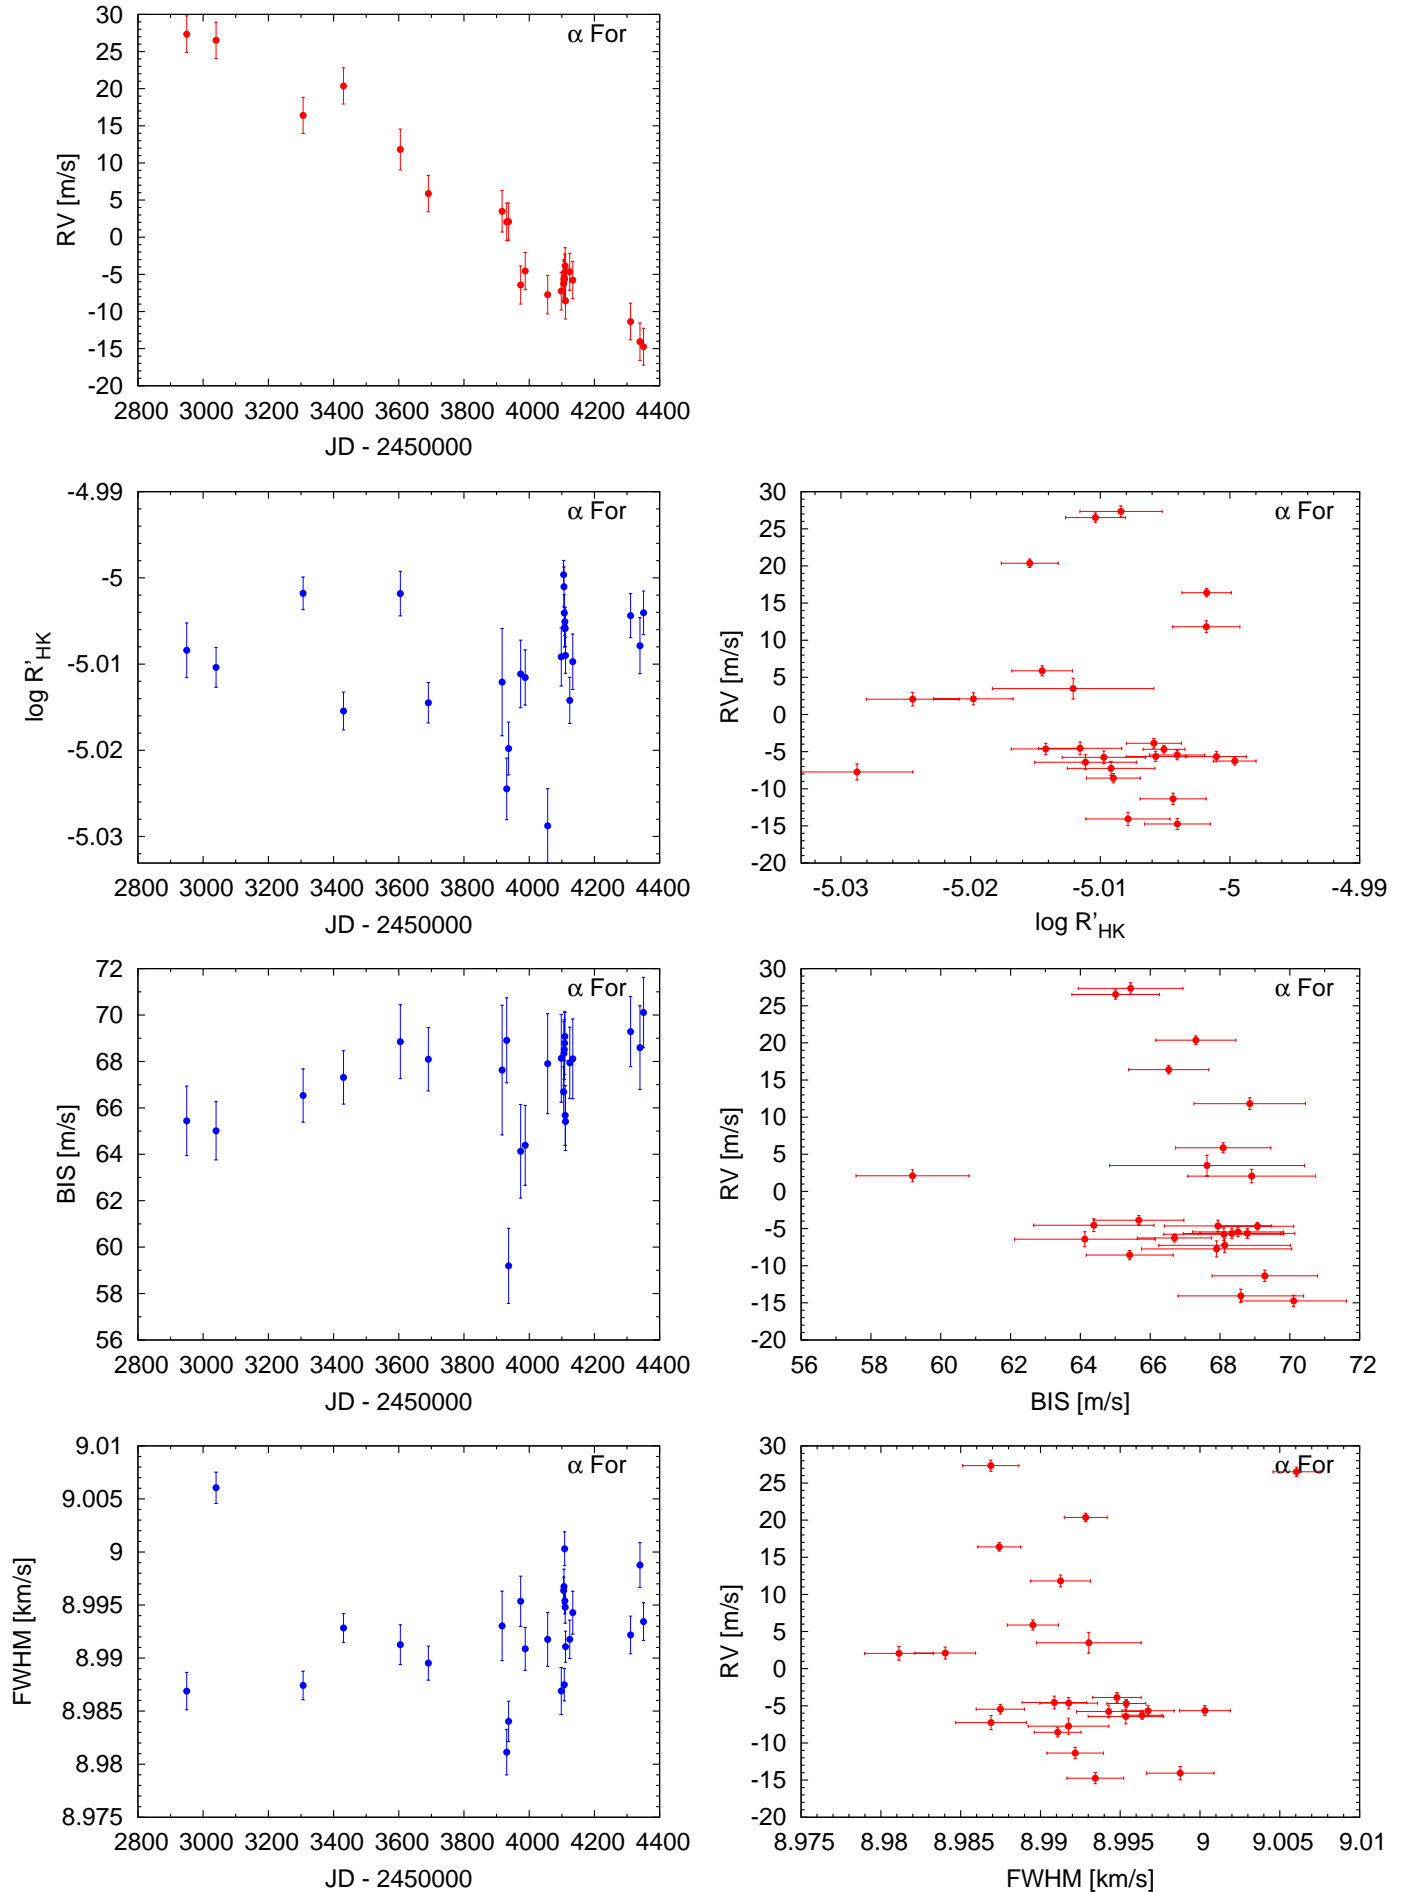 α For
RV [m/s]
30
25
20
15
10
5
0
-5
-10
-15
-20
2800 3000 3200 3400 3600 3800 4000 4200 4400
JD - 2450000
α For
log R'HK
-4.99
-5
-5.01
-5.02
-5.03
2800 3000 3200 3400 3600 3800 4000 4200 4400
JD - 2450000
α For
RV [m/s]
30
25
20
15
10
5
0
-5
-10
-15
-20
-5.03 -5.02 -5.01 -5 -4.99
log R'HK
α For
BIS [m/s]
72
70
68
66
64
62
60
58
56
2800 3000 3200 3400 3600 3800 4000 4200 4400
JD - 2450000
α For
RV [m/s]
30
25
20
15
10
5
0
-5
-10
-15
-20
56 58 60 62 64 66 68 70 72
BIS [m/s]
α For
FWHM [km/s]
9.01
9.005
9
8.995
8.99
8.985
8.98
8.975
2800 3000 3200 3400 3600 3800 4000 4200 4400
JD - 2450000
α For
RV [m/s]
30
25
20
15
10
5
0
-5
-10
-15
-20
8.975 8.98 8.985 8.99 8.995 9 9.005 9.01
FWHM [km/s]